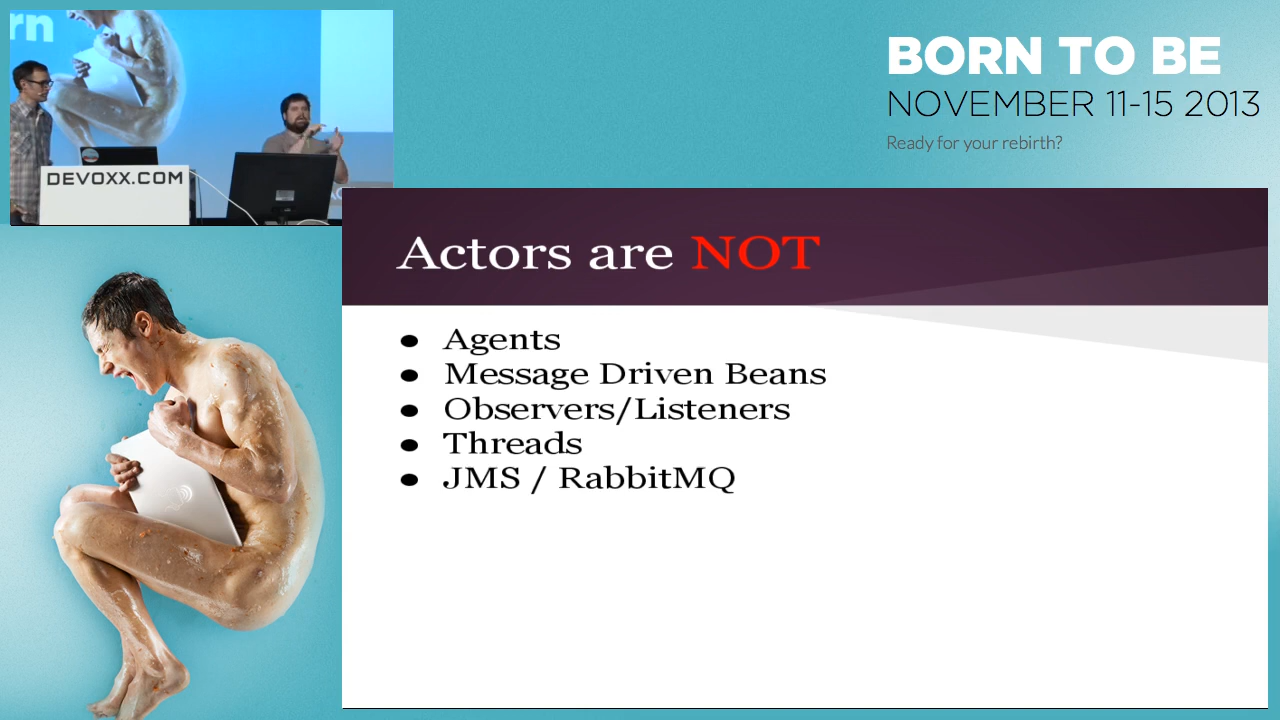 rn
DEVOXX.COM
BORN TO BE
NOVEMBER 11-15 2013
Ready for your rebirth?
Actors are NOT
Agents
Message Driven Beans
Observers/Listeners
Threads
JMS / RabbitMQ